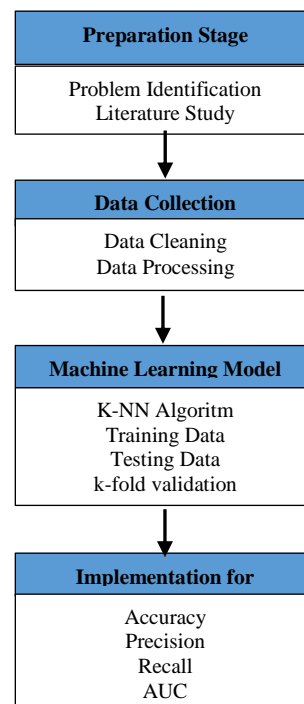 Preparation Stage
Problem Identification
Literature Study
Data Collection
Data Cleaning
Data Processing
Machine Learning Model
K-NN Algoritm
Training Data
Testing Data
k-fold validation
Implementation for
Accuracy
Precision
Recall
AUC